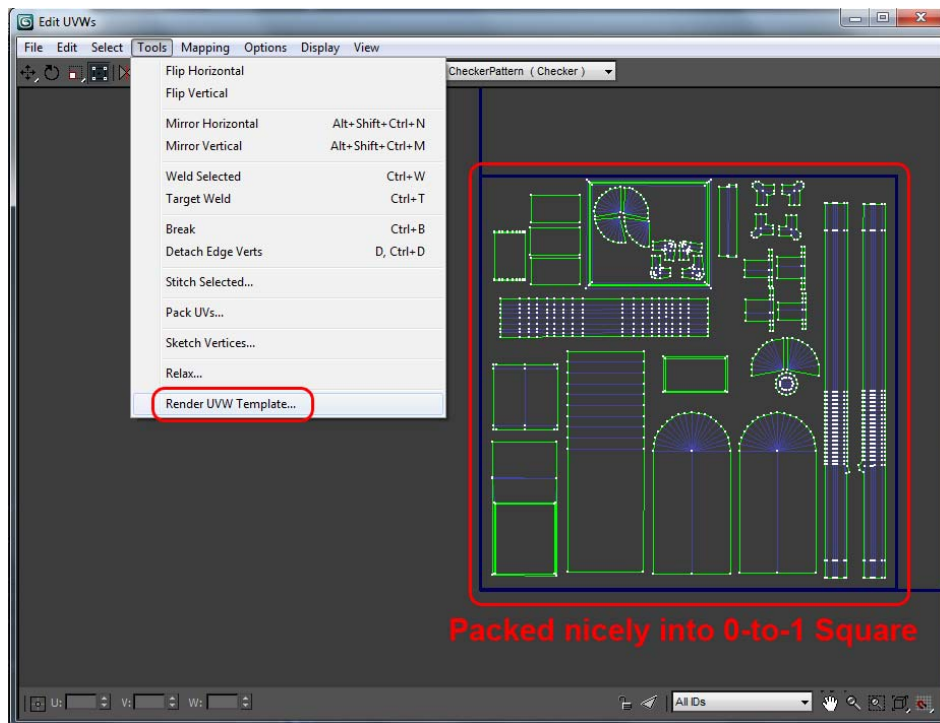 Edit UVWs
File Edit Select Tools Mapping Options Display View
CheckerPattern ( Checker )
Flip Horizontal
Flip Vertical
Mirror Horizontal Alt+Shift+Ctrl+N
Mirror Vertical Alt+Shift+Ctrl+M
Weld Selected Ctrl+W
Target Weld Ctrl+T
Break Ctrl+B
Detach Edge Verts D, Ctrl+D
Stitch Selected...
Pack UVs...
Sketch Vertices...
Relax...
Render UVW Template...
Packed nicely into 0-to-1 Square
U: V: W: All IDs